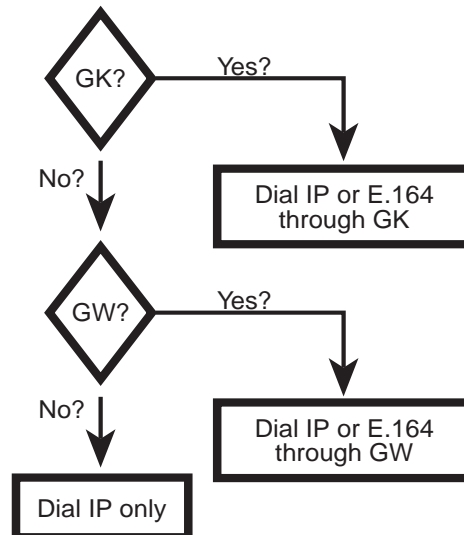 GK?
Yes?
No?
Dial IP or E.164
through GK
GW?
Yes?
No?
Dial IP or E.164
through GW
Dial IP only